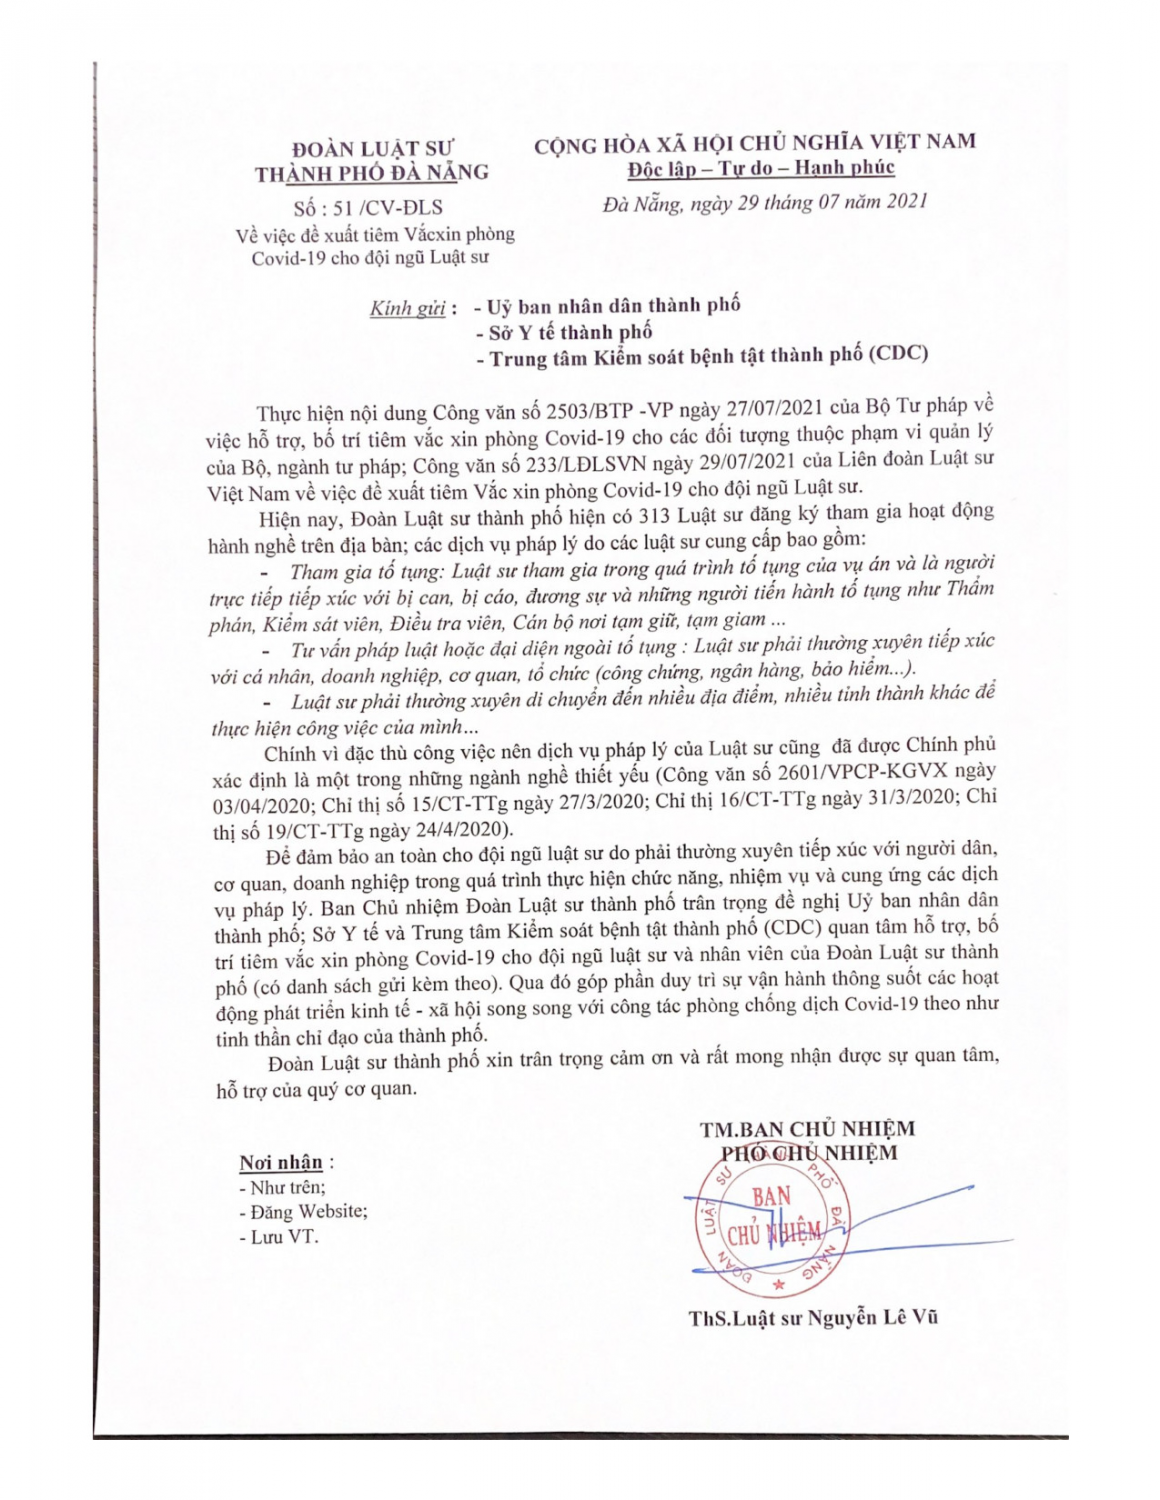 ĐOÀN LUẬT SƯ
THÀNH PHỐ ĐÀ NẴNG
Số : 51 /CV-ĐLS
Về việc đề xuất tiêm Vắcxin phòng
Covid-19 cho đội ngũ Luật sư
CỘNG HÒA XÃ HỘI CHỦ NGHĨA VIỆT NAM
Độc lập – Tự do – Hạnh phúc
Đà Nẵng, ngày 29 tháng 07 năm 2021
Kính gửi : - Uỷ ban nhân dân thành phố
- Sở Y tế thành phố
- Trung tâm Kiểm soát bệnh tật thành phố (CDC)
Thực hiện nội dung Công văn số 2503/BTP -VP ngày 27/07/2021 của Bộ Tư pháp về
việc hỗ trợ, bố trí tiêm vắc xin phòng Covid-19 cho các đối tượng thuộc phạm vi quản lý
của Bộ, ngành tư pháp; Công văn số 233/LĐLSVN ngày 29/07/2021 của Liên đoàn Luật sư
Việt Nam về việc đề xuất tiêm Vắc xin phòng Covid-19 cho đội ngũ Luật sư.
Hiện nay, Đoàn Luật sư thành phố hiện có 313 Luật sư đăng ký tham gia hoạt động
hành nghề trên địa bàn; các dịch vụ pháp lý do các luật sư cung cấp bao gồm:
- Tham gia tố tụng: Luật sư tham gia trong quá trình tố tụng của vụ án và là người
trực tiếp tiếp xúc với bị can, bị cáo, đương sự và những người tiến hành tố tụng như Thẩm
phán, Kiểm sát viên, Điều tra viên, Cán bộ nơi tạm giữ, tạm giam ...
- Tư vấn pháp luật hoặc đại diện ngoài tố tụng : Luật sư phải thường xuyên tiếp xúc
với cá nhân, doanh nghiệp, cơ quan, tổ chức (công chứng, ngân hàng, bảo hiểm...).
- Luật sư phải thường xuyên di chuyển đến nhiều địa điểm, nhiều tỉnh thành khác để
thực hiện công việc của mình...
Chính vì đặc thù công việc nên dịch vụ pháp lý của Luật sư cũng đã được Chính phủ
xác định là một trong những ngành nghề thiết yếu (Công văn số 2601/VPCP-KGVX ngày
03/04/2020; Chỉ thị số 15/CT-TTg ngày 27/3/2020; Chỉ thị 16/CT-TTg ngày 31/3/2020; Chỉ
thị số 19/CT-TTg ngày 24/4/2020).
Để đảm bảo an toàn cho đội ngũ luật sư do phải thường xuyên tiếp xúc với người dân,
cơ quan, doanh nghiệp trong quá trình thực hiện chức năng, nhiệm vụ và cung ứng các dịch
vụ pháp lý. Ban Chủ nhiệm Đoàn Luật sư thành phố trân trọng đề nghị Uỷ ban nhân dân
thành phố; Sở Y tế và Trung tâm Kiểm soát bệnh tật thành phố (CDC) quan tâm hỗ trợ, bố
trí tiêm vắc xin phòng Covid-19 cho đội ngũ luật sư và nhân viên của Đoàn Luật sư thành
phố (có danh sách gửi kèm theo). Qua đó góp phần duy trì sự vận hành thông suốt các hoạt
động phát triển kinh tế - xã hội song song với công tác phòng chống dịch Covid-19 theo như
tinh thần chỉ đạo của thành phố.
Đoàn Luật sư thành phố xin trân trọng cảm ơn và rất mong nhận được sự quan tâm,
hỗ trợ của quý cơ quan.
TM.BAN CHỦ NHIỆM
PHÓ CHỦ NHIỆM
Nơi nhận :
- Như trên;
- Đăng Website;
- Lưu VT.
ĐOÀN LUẬT SƯ THÀNH PHỐ ĐÀ NẴNG
BAN
CHỦ NHIỆM
ThS.Luật sư Nguyễn Lê Vũ